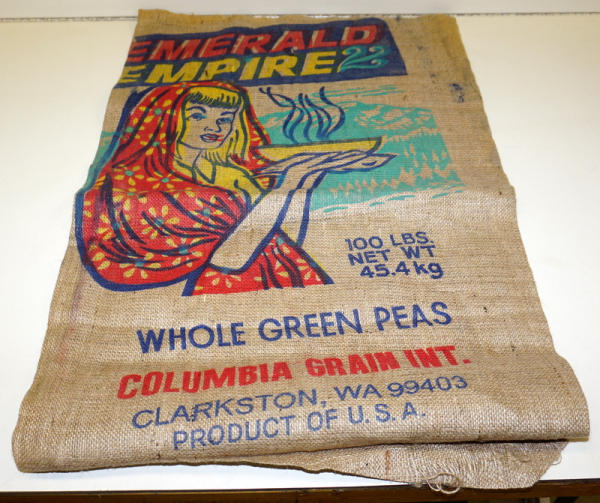 EMERALD
EMPIRE
100 LBS.
NET WT
45.4 kg
WHOLE GREEN PEAS
COLUMBIA GRAIN INT.
CLARKSTON, WA 99403
PRODUCT OF U.S.A.